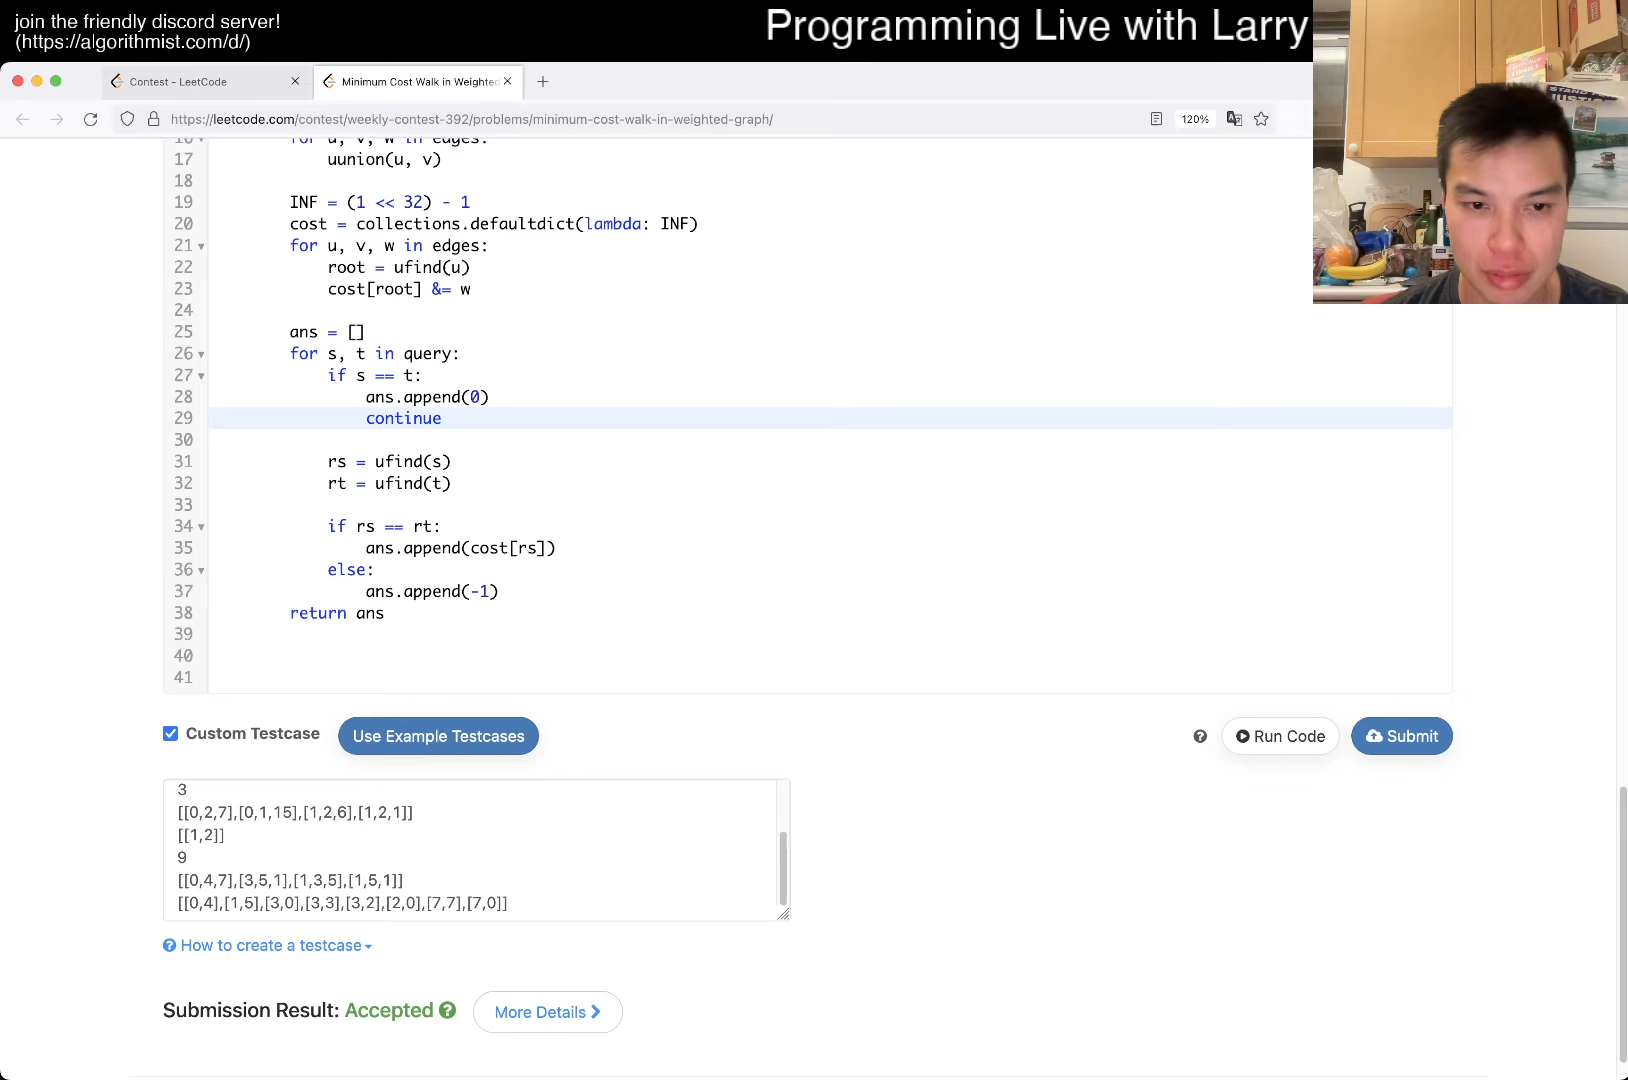 join the friendly discord server!
(https://algorithmist.com/d/)
Programming Live with Larry
Contest - LeetCode
Minimum Cost Walk in Weighted
https://leetcode.com/contest/weekly-contest-392/problems/minimum-cost-walk-in-weighted-graph/
120%
16 for u, v, w in edges:
17 uunion(u, v)
18
19 INF = (1 << 32) - 1
20 cost = collections.defaultdict(lambda: INF)
21 for u, v, w in edges:
22 root = ufind(u)
23 cost[root] &= w
24
25 ans = []
26 for s, t in query:
27 if s == t:
28 ans.append(0)
29 continue
30
31 rs = ufind(s)
32 rt = ufind(t)
33
34 if rs == rt:
35 ans.append(cost[rs])
36 else:
37 ans.append(-1)
38 return ans
39
40
41
Custom Testcase
Use Example Testcases
Run Code
Submit
3
[[0,2,7],[0,1,15],[1,2,6],[1,2,1]]
[[1,2]]
9
[[0,4,7],[3,5,1],[1,3,5],[1,5,1]]
[[0,4],[1,5],[3,0],[3,3],[3,2],[2,0],[7,7],[7,0]]
How to create a testcase
Submission Result: Accepted
More Details